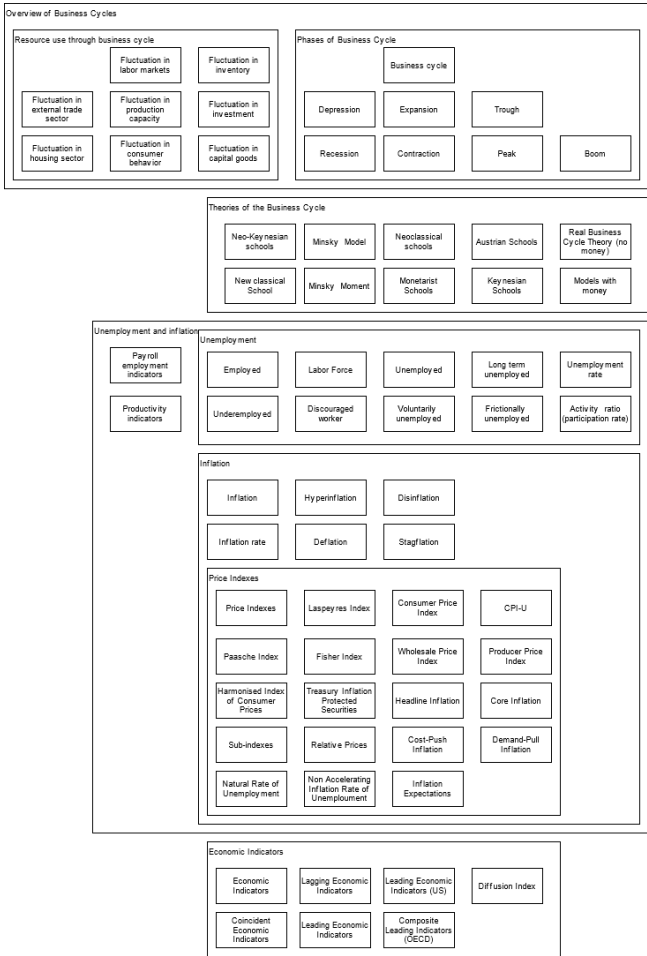 Overview of Business Cycles
Resource use through business cycle
Fluctuation in
labor markets
Fluctuation in
inventory
Fluctuation in
external trade
sector
Fluctuation in
production
capacity
Fluctuation in
investment
Fluctuation in
housing sector
Fluctuation in
consumer
behavior
Fluctuation in
capital goods
Phases of Business Cycle
Business cycle
Depression
Expansion
Trough
Recession
Contraction
Peak
Boom
Theories of the Business Cycle
Neo-Keynesian
schools
Minsky Model
Neoclassical
schools
Austrian Schools
Real Business
Cycle Theory (no
money)
New classical
School
Minsky Moment
Monetarist
Schools
Keynesian
Schools
Models with
money
Unemployment and inflation
Payroll
employment
indicators
Productivity
indicators
Unemployment
Employed
Labor Force
Unemployed
Long term
unemployed
Unemployment
rate
Underemployed
Discouraged
worker
Voluntarily
unemployed
Frictionally
unemployed
Activity ratio
(participation rate)
Inflation
Inflation
Hyperinflation
Disinflation
Inflation rate
Deflation
Stagflation
Price Indexes
Price Indexes
Laspeyres Index
Consumer Price
Index
CPI-U
Paasche Index
Fisher Index
Wholesale Price
Index
Producer Price
Index
Harmonised Index
of Consumer
Prices
Treasury Inflation
Protected
Securities
Headline Inflation
Core Inflation
Sub-indexes
Relative Prices
Cost-Push
Inflation
Demand-Pull
Inflation
Natural Rate of
Unemployment
Non Accelerating
Inflation Rate of
Unemplounment
Inflation
Expectations
Economic Indicators
Economic
Indicators
Lagging Economic
Indicators
Leading Economic
Indicators (US)
Diffusion Index
Coincident
Economic
Indicators
Leading Economic
Indicators
Composite
Leading Indicators
(OECD)